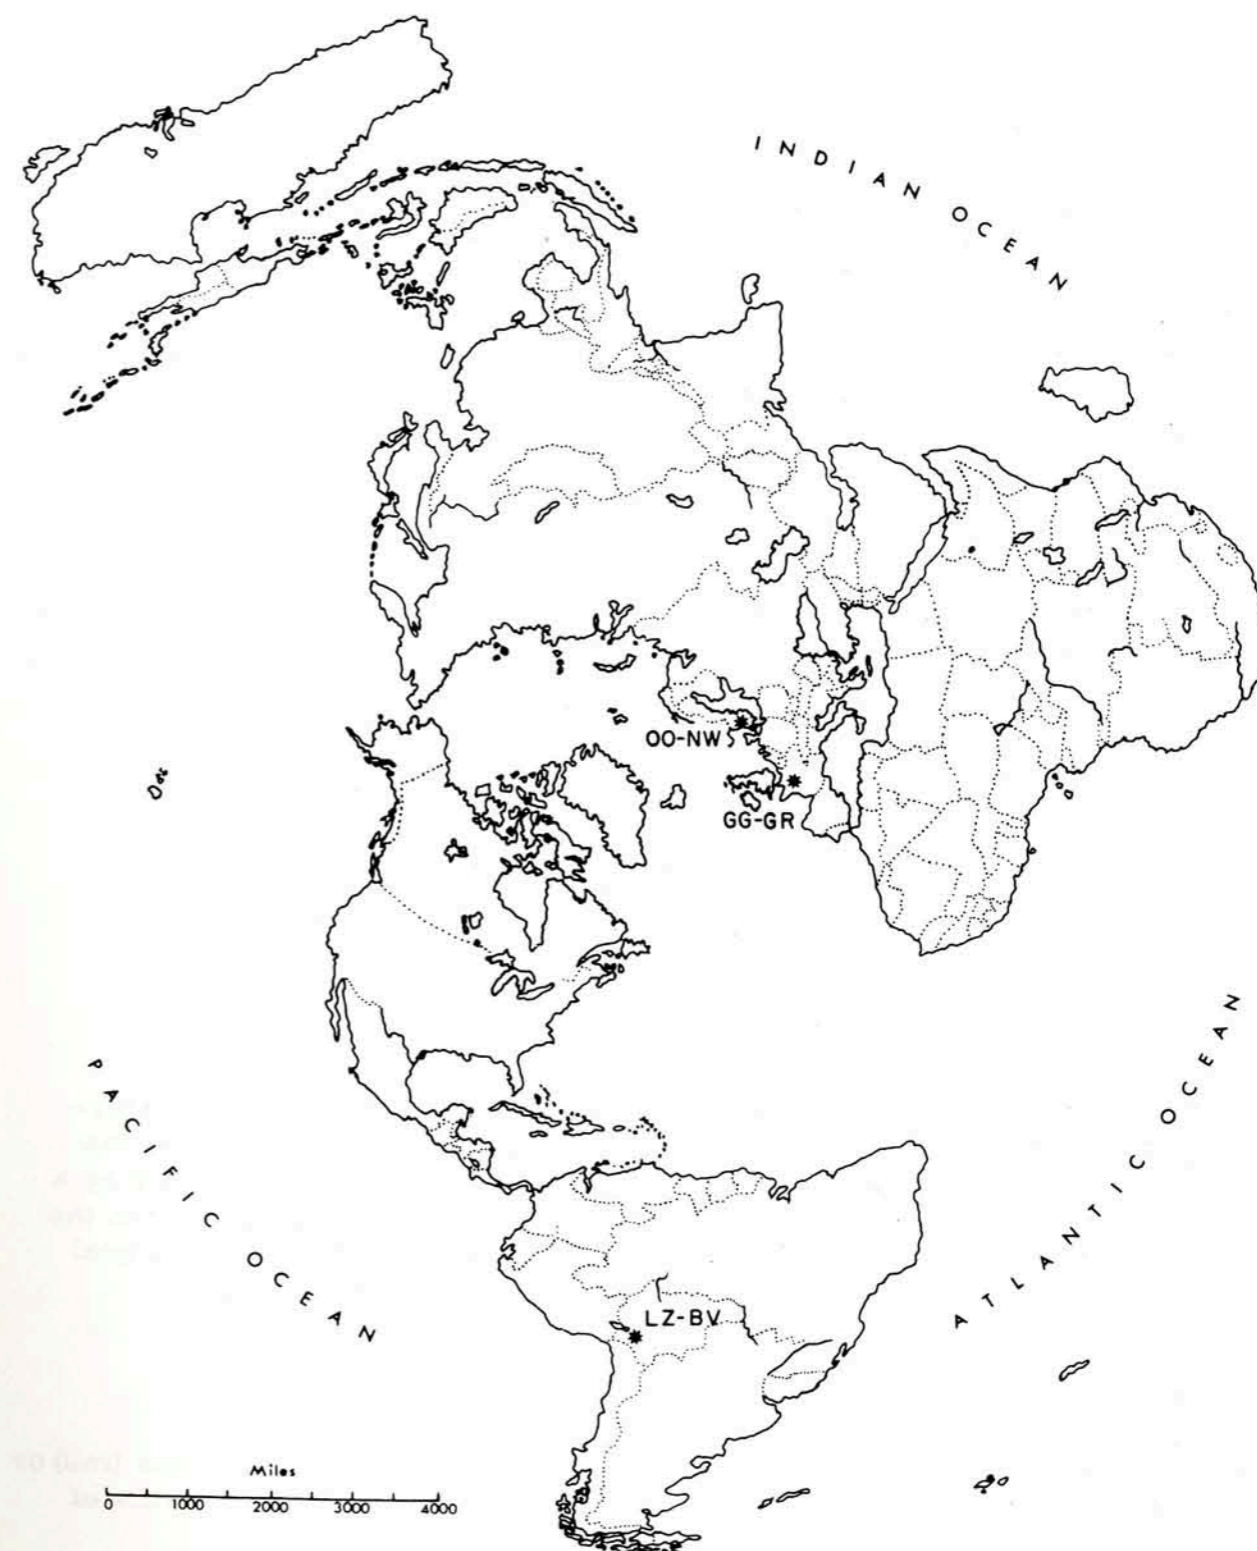 INDIAN OCEAN
OO-NW
GG-GR
PACIFIC OCEAN
ATLANTIC OCEAN
LZ-BV
Miles
0 1000 2000 3000 4000